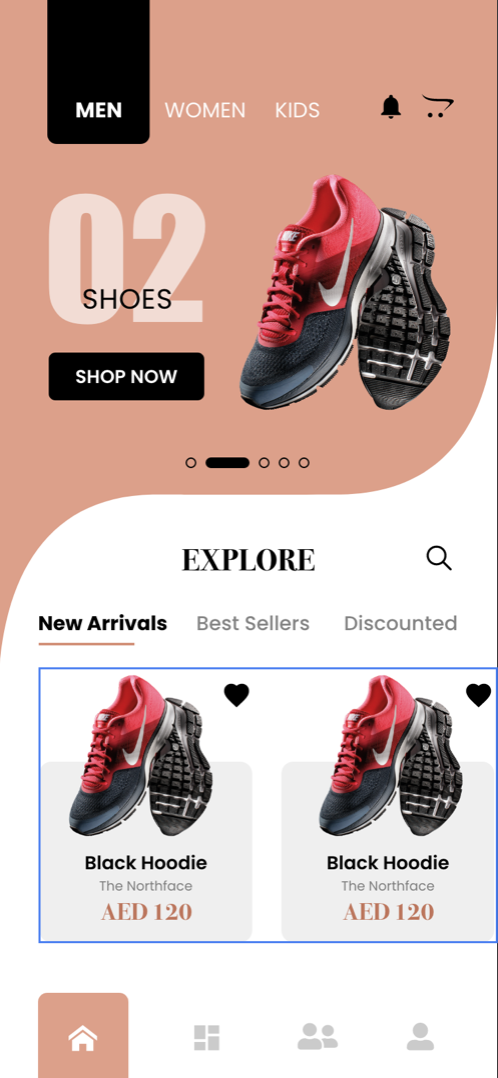 MEN WOMEN KIDS
02
SHOES
SHOP NOW
EXPLORE
New Arrivals Best Sellers Discounted
Black Hoodie Black Hoodie
The Northface The Northface
AED 120 AED 120